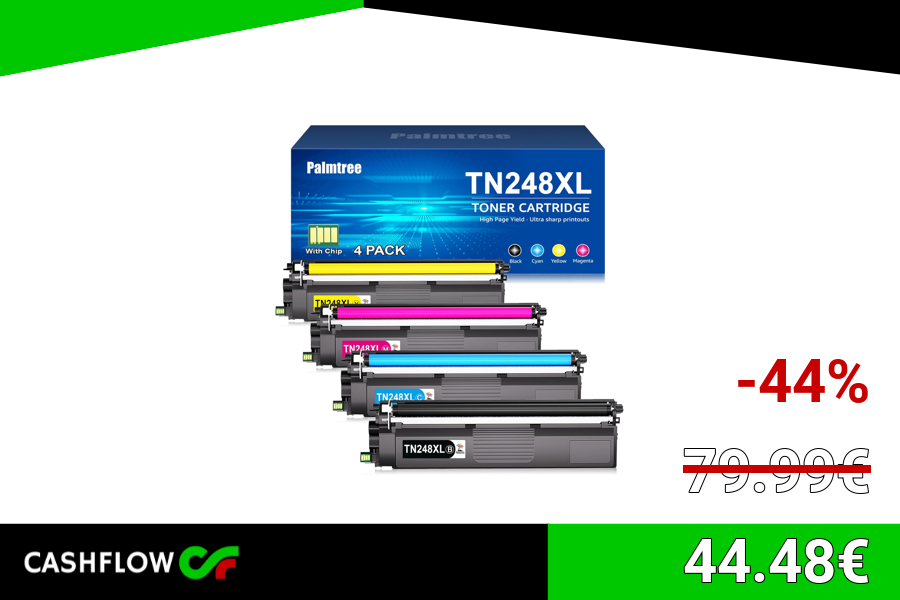 Palmtree
Palmtree
TN248XL
TONER CARTRIDGE
High Page Yield - Ultra sharp printouts
With Chip
4 PACK
Black
Cyan
Yellow
Magenta
TN248XL Y
TN248XL M
TN248XL C
TN248XL B
-44%
79.99€
CASHFLOW
44.48€